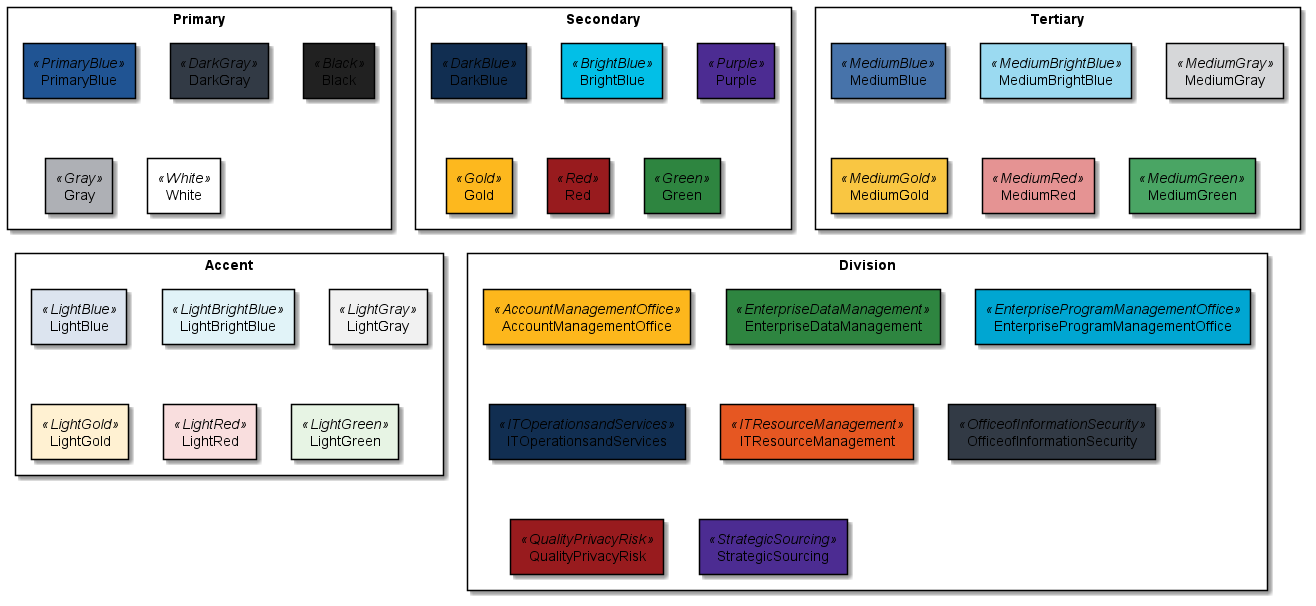 Primary
«PrimaryBlue»
PrimaryBlue
«DarkGray»
DarkGray
«Black»
Black
«Gray»
Gray
«White»
White
Secondary
«DarkBlue»
DarkBlue
«BrightBlue»
BrightBlue
«Purple»
Purple
«Gold»
Gold
«Red»
Red
«Green»
Green
Tertiary
«MediumBlue»
MediumBlue
«MediumBrightBlue»
MediumBrightBlue
«MediumGray»
MediumGray
«MediumGold»
MediumGold
«MediumRed»
MediumRed
«MediumGreen»
MediumGreen
Accent
«LightBlue»
LightBlue
«LightBrightBlue»
LightBrightBlue
«LightGray»
LightGray
«LightGold»
LightGold
«LightRed»
LightRed
«LightGreen»
LightGreen
Division
«AccountManagementOffice»
AccountManagementOffice
«EnterpriseDataManagement»
EnterpriseDataManagement
«EnterpriseProgramManagementOffice»
EnterpriseProgramManagementOffice
«ITOperationsandServices»
ITOperationsandServices
«ITResourceManagement»
ITResourceManagement
«OfficeofInformationSecurity»
OfficeofInformationSecurity
«QualityPrivacyRisk»
QualityPrivacyRisk
«StrategicSourcing»
StrategicSourcing